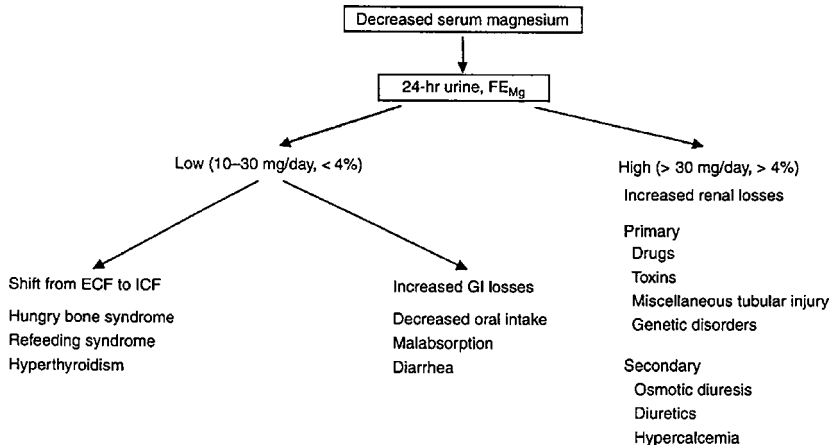 Decreased serum magnesium
24-hr urine, FEMg
Low (10–30 mg/day, < 4%)
High (> 30 mg/day, > 4%)
Increased renal losses
Primary
Drugs
Toxins
Miscellaneous tubular injury
Genetic disorders
Secondary
Osmotic diuresis
Diuretics
Hypercalcemia
Shift from ECF to ICF
Hungry bone syndrome
Refeeding syndrome
Hyperthyroidism
Increased GI losses
Decreased oral intake
Malabsorption
Diarrhea